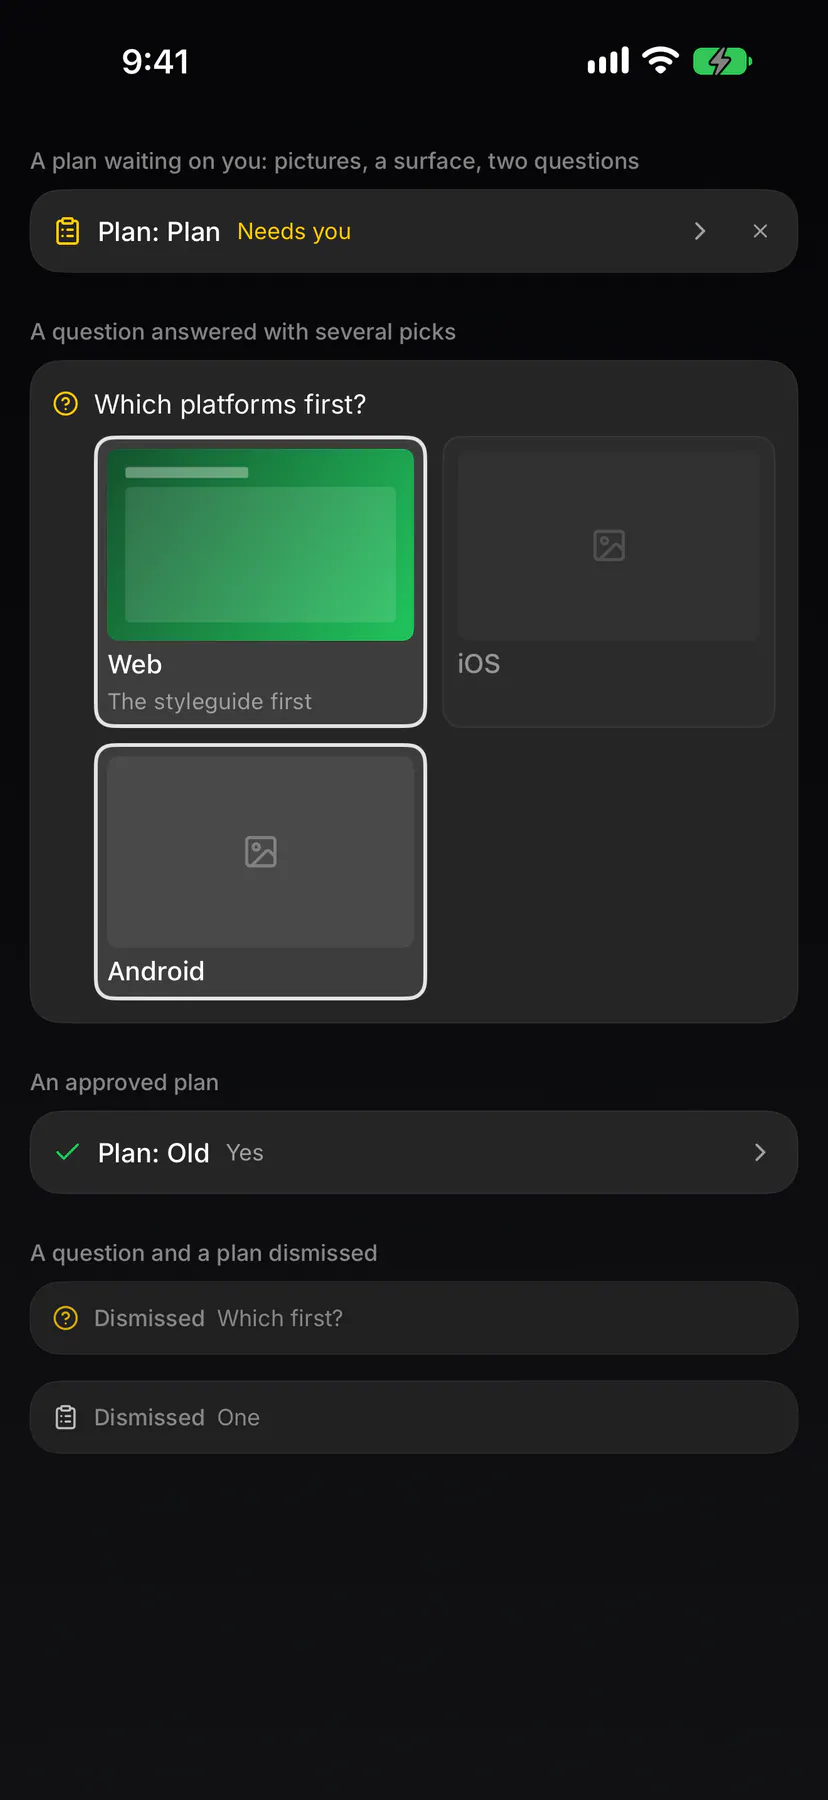 9:41
A plan waiting on you: pictures, a surface, two questions
Plan: Plan Needs you
A question answered with several picks
Which platforms first?
Web
The styleguide first
iOS
Android
An approved plan
Plan: Old Yes
A question and a plan dismissed
Dismissed Which first?
Dismissed One